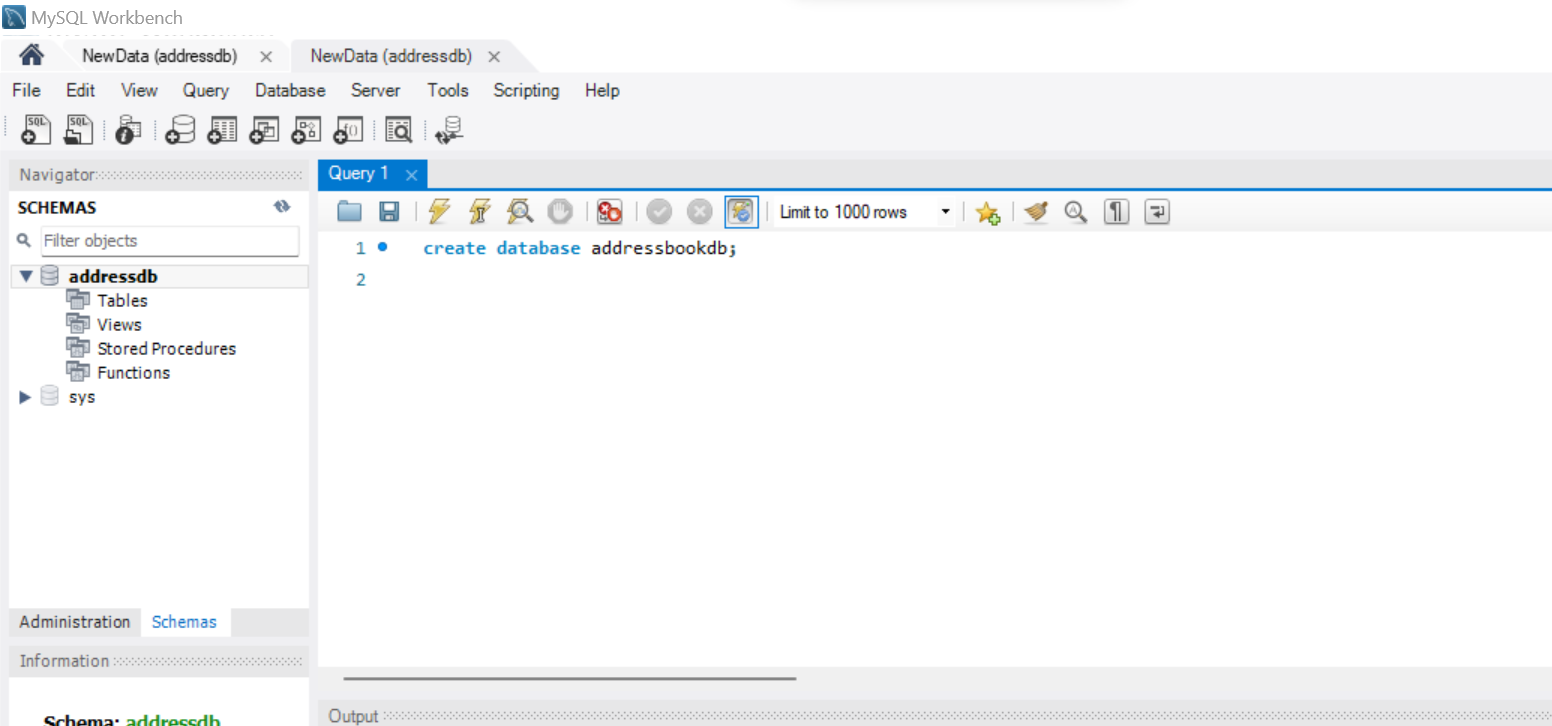 MySQL Workbench
NewData (addressdb) NewData (addressdb)
File Edit View Query Database Server Tools Scripting Help
Navigator
Query 1
SCHEMAS
Limit to 1000 rows
Filter objects
1 create database addressbookdb;
2
addressdb
Tables
Views
Stored Procedures
Functions
sys
Administration Schemas
Information
Schema: addressdb
Output